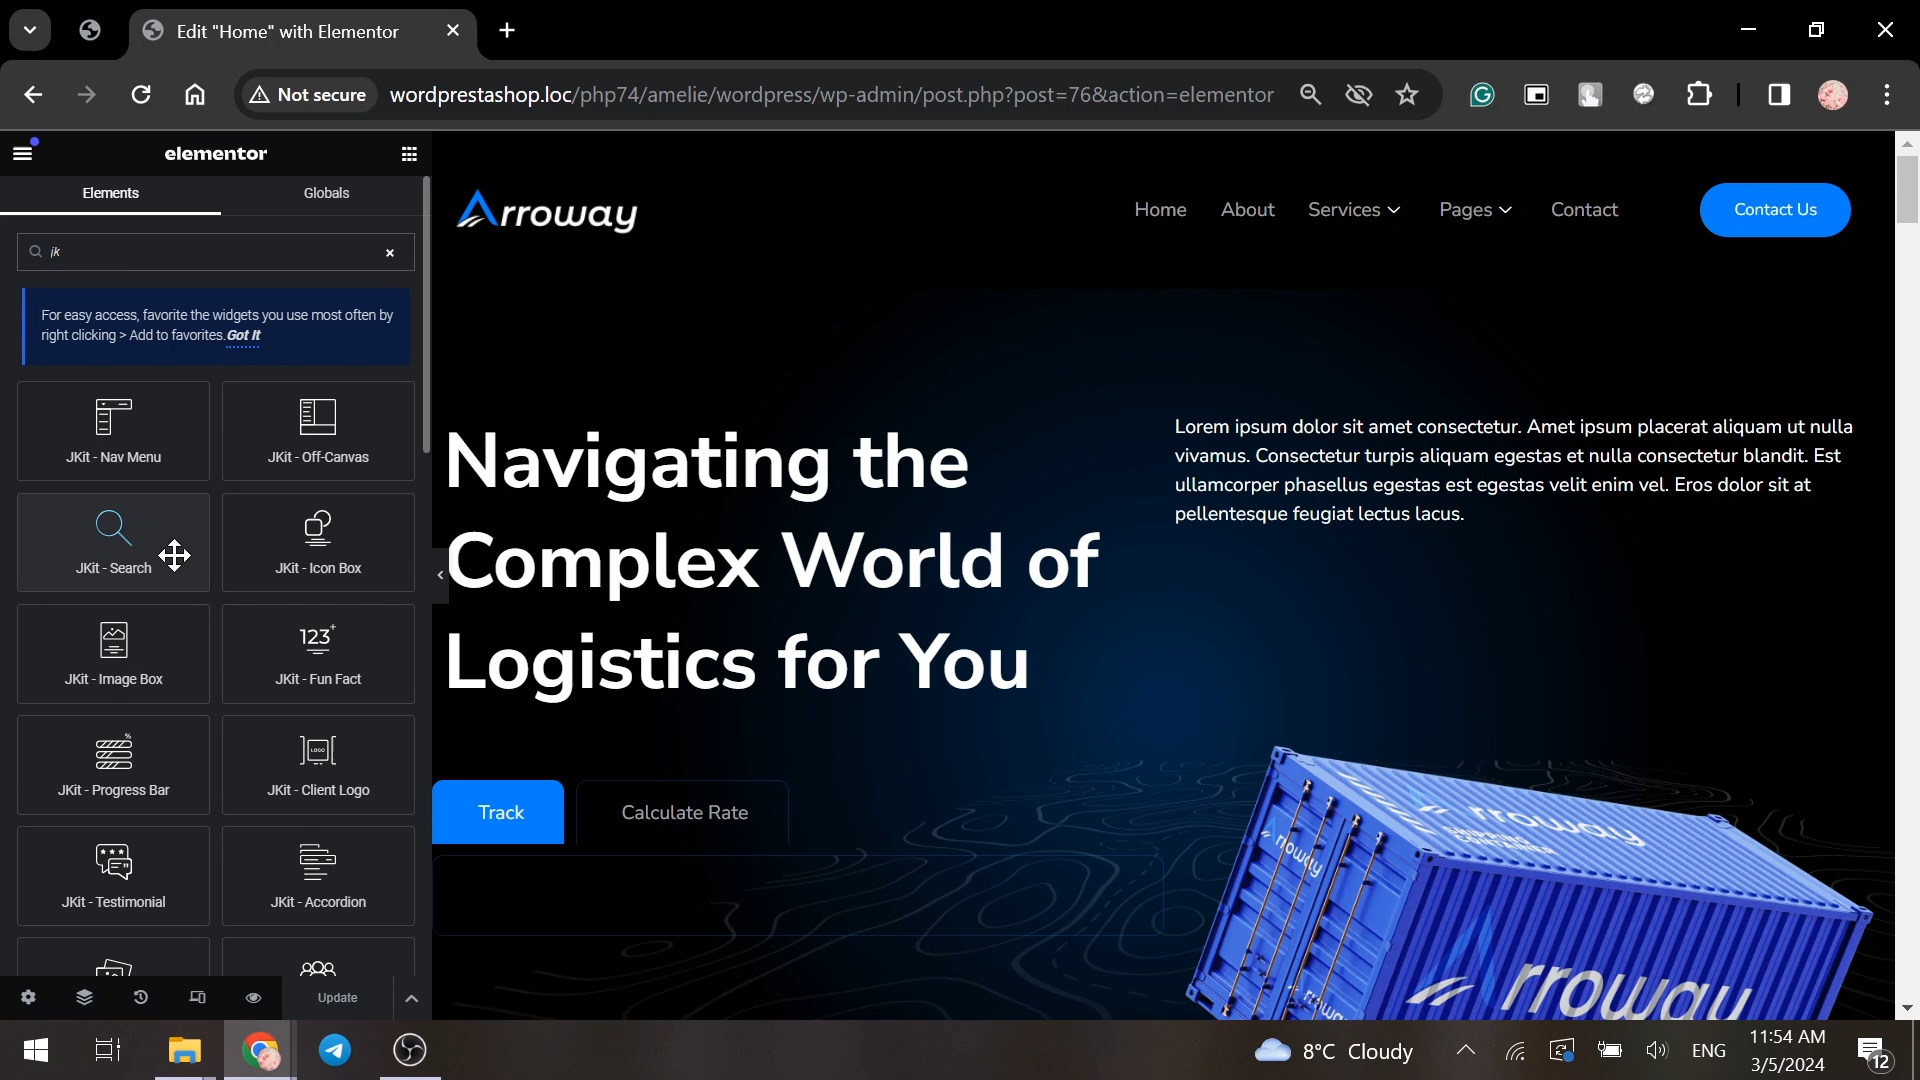 Edit "Home" with Elementor
Not secure
wordprestashop.loc/php74/amelie/wordpress/wp-admin/post.php?post=76&action=elementor
elementor
Elements
Globals
jk
For easy access, favorite the widgets you use most often by
right clicking > Add to favorites. Got It
JKit - Nav Menu
JKit - Off-Canvas
JKit - Search
JKit - Icon Box
JKit - Image Box
123+
JKit - Fun Fact
JKit - Progress Bar
LOGO
JKit - Client Logo
JKit - Testimonial
JKit - Accordion
Update
Arroway
Home
About
Services
Pages
Contact
Contact Us
Navigating the
Complex World of
Logistics for You
Lorem ipsum dolor sit amet consectetur. Amet ipsum placerat aliquam ut nulla
vivamus. Consectetur turpis aliquam egestas et nulla consectetur blandit. Est
ullamcorper phasellus egestas est egestas velit enim vel. Eros dolor sit at
pellentesque feugiat lectus lacus.
Track
Calculate Rate
Arroway
SHIPPING
CONTAINER
Arroway
Arroway
8°C Cloudy
ENG
11:54 AM
3/5/2024
12